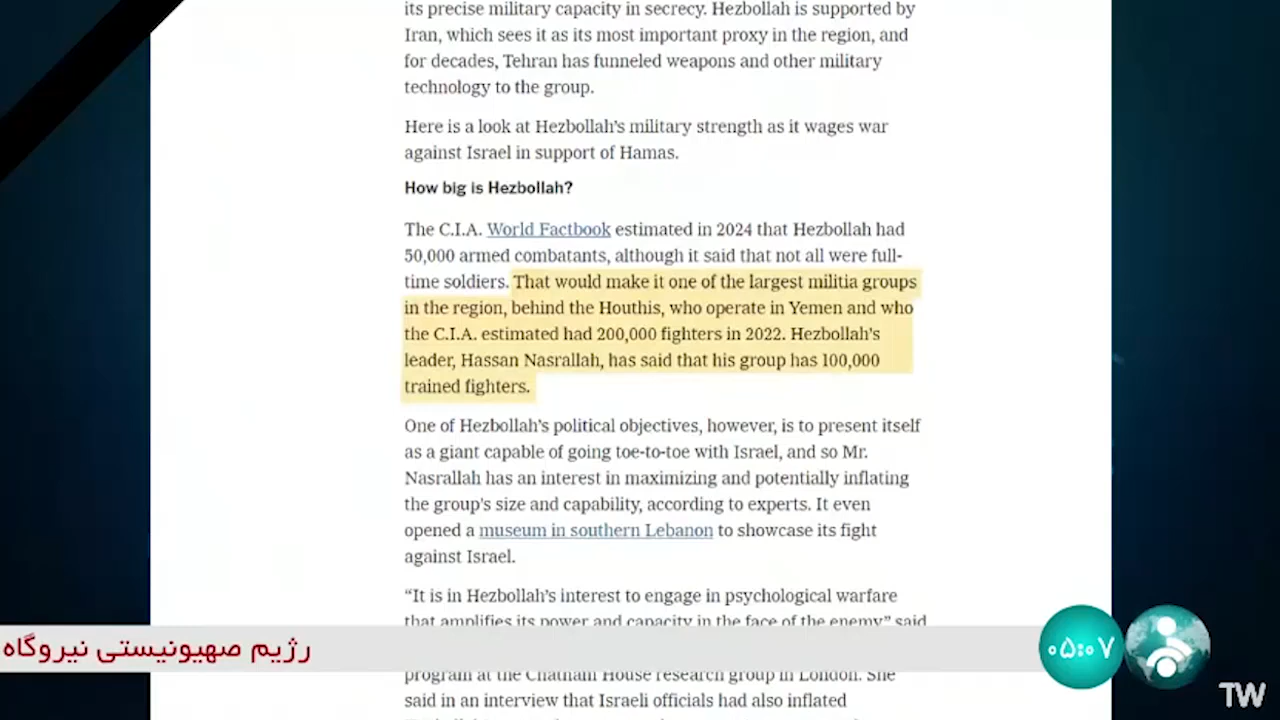 its precise military capacity in secrecy. Hezbollah is supported by
Iran, which sees it as its most important proxy in the region, and
for decades, Tehran has funneled weapons and other military
technology to the group.
Here is a look at Hezbollah’s military strength as it wages war
against Israel in support of Hamas.
How big is Hezbollah?
The C.I.A. World Factbook estimated in 2024 that Hezbollah had
50,000 armed combatants, although it said that not all were full-
time soldiers. That would make it one of the largest militia groups
in the region, behind the Houthis, who operate in Yemen and who
the C.I.A. estimated had 200,000 fighters in 2022. Hezbollah’s
leader, Hassan Nasrallah, has said that his group has 100,000
trained fighters.
One of Hezbollah’s political objectives, however, is to present itself
as a giant capable of going toe-to-toe with Israel, and so Mr.
Nasrallah has an interest in maximizing and potentially inflating
the group’s size and capability, according to experts. It even
opened a museum in southern Lebanon to showcase its fight
against Israel.
“It is in Hezbollah’s interest to engage in psychological warfare
that amplifies its power and capacity in the face of the enemy” said
رژیم صهیونیستی نیروگاه
۰۵:۰۷
program at the Chatham House research group in London. She
said in an interview that Israeli officials had also inflated
TW